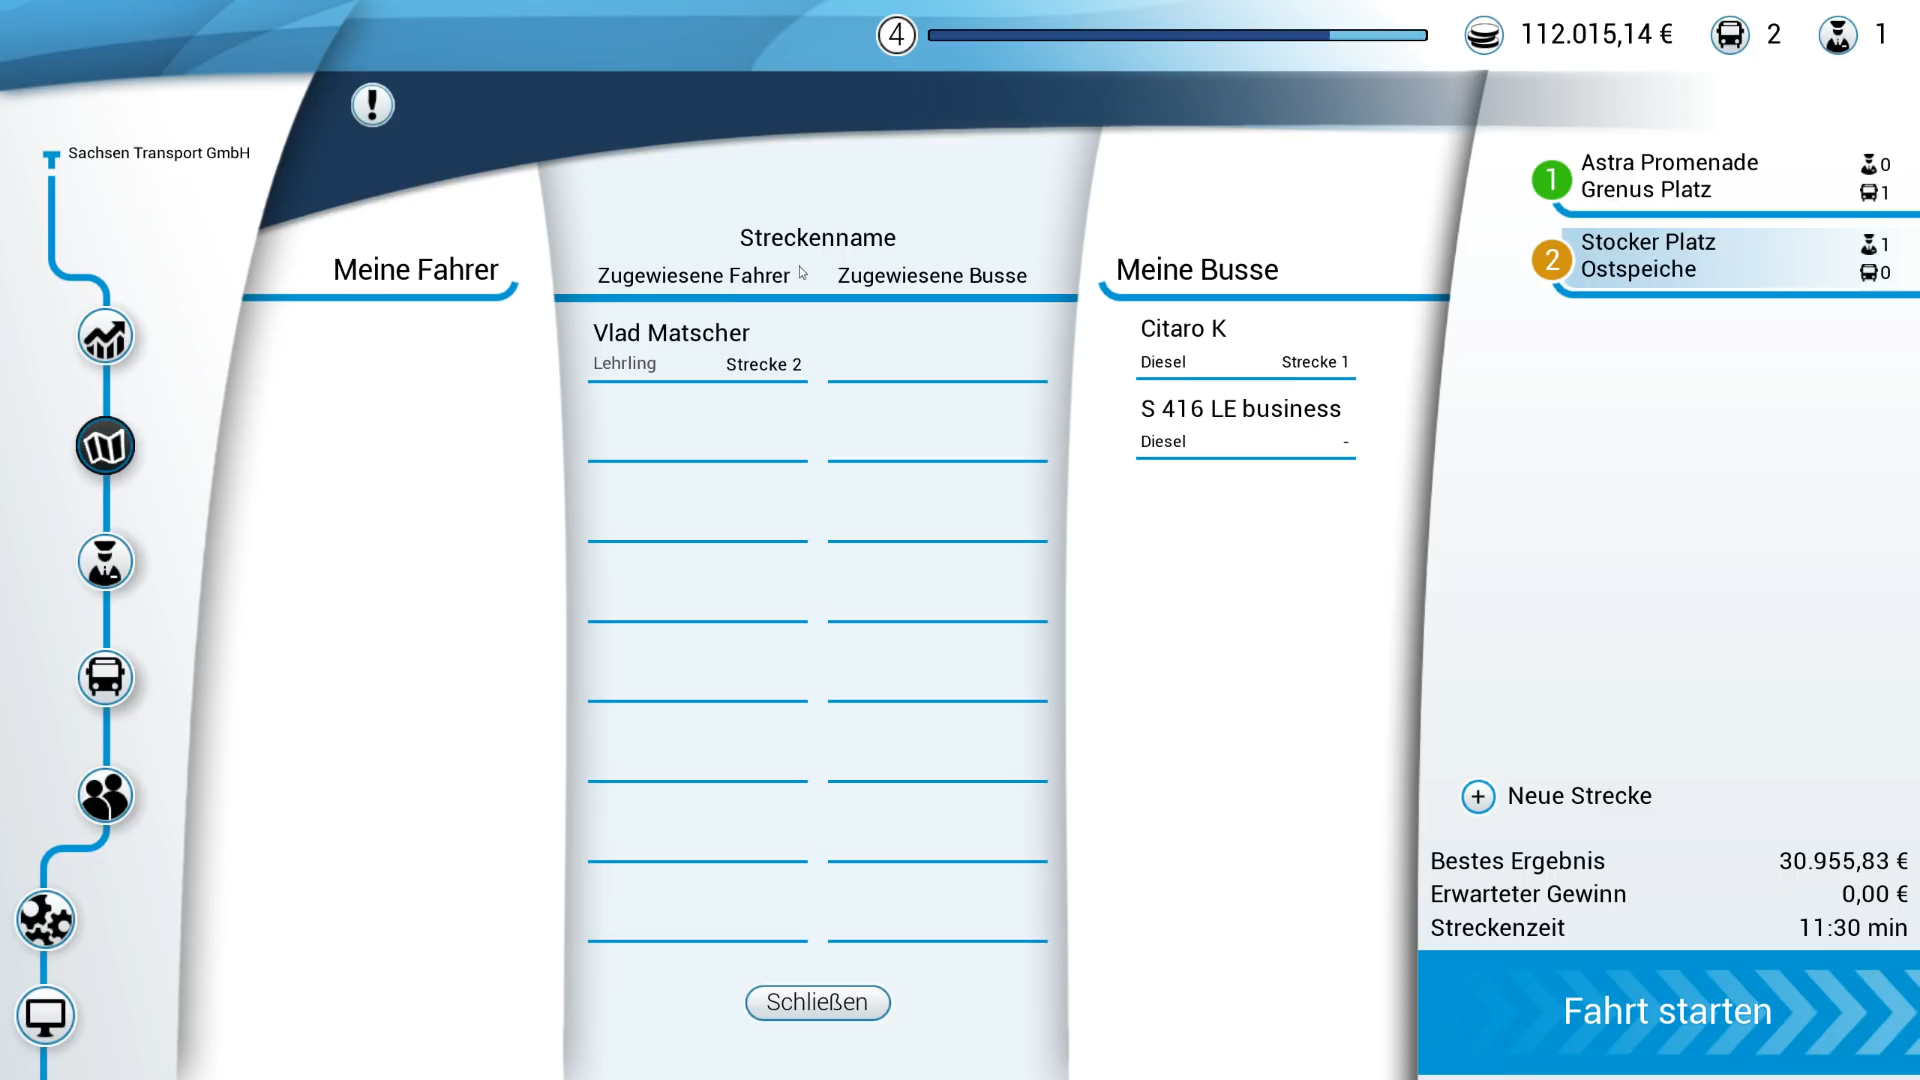 4
112.015,14 €
2
1
Sachsen Transport GmbH
Meine Fahrer
Streckenname
Zugewiesene Fahrer
Zugewiesene Busse
Vlad Matscher
Lehrling
Strecke 2
Meine Busse
Citaro K
Diesel
Strecke 1
S 416 LE business
Diesel
-
1
Astra Promenade
0
Grenus Platz
1
2
Stocker Platz
1
Ostspeiche
0
Neue Strecke
Bestes Ergebnis
30.955,83 €
Erwarteter Gewinn
0,00 €
Streckenzeit
11:30 min
Schließen
Fahrt starten